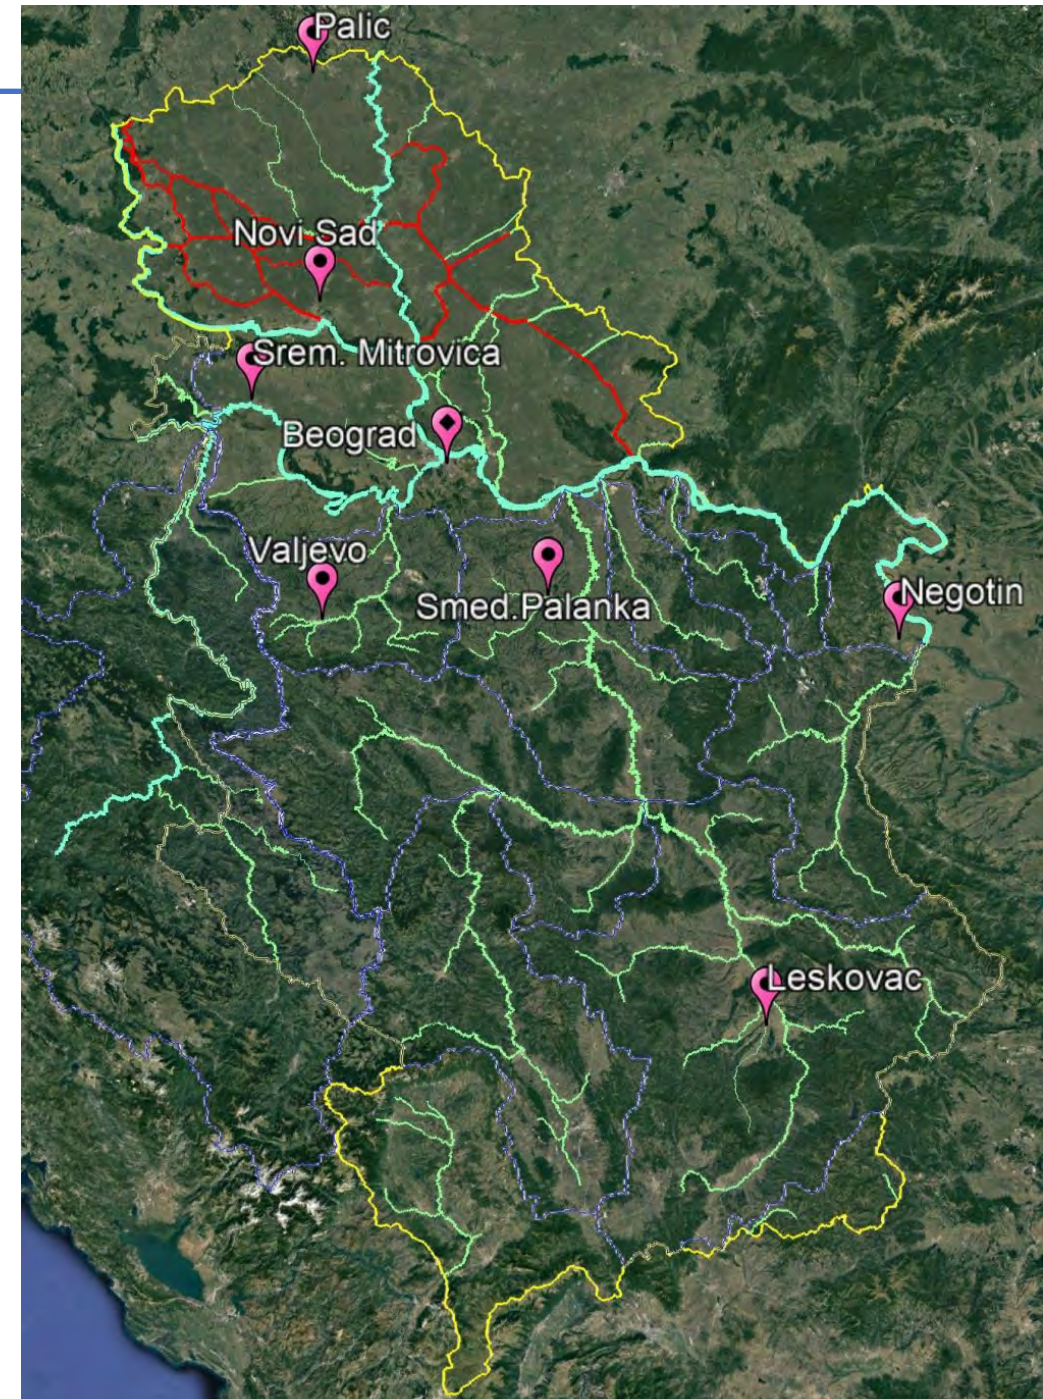 Palic
Novi Sad
Srem. Mitrovica
Beograd
Valjevo
Smed.Palanka
Negotin
Leskovac